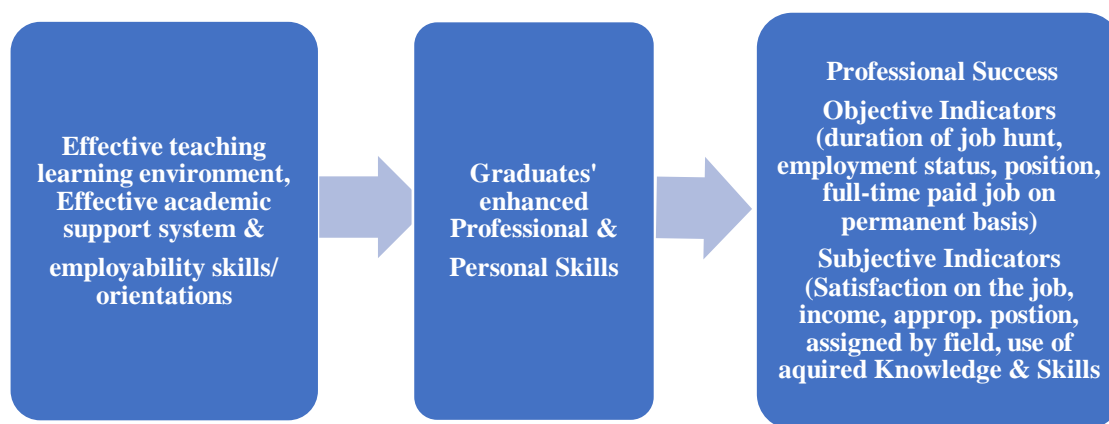 Effective teaching
learning environment,
Effective academic
support system &
employability skills/
orientations
Graduates'
enhanced
Professional &
Personal Skills
Professional Success
Objective Indicators
(duration of job hunt,
employment status, position,
full-time paid job on
permanent basis)
Subjective Indicators
(Satisfaction on the job,
income, approp. postion,
assigned by field, use of
aquired Knowledge & Skills